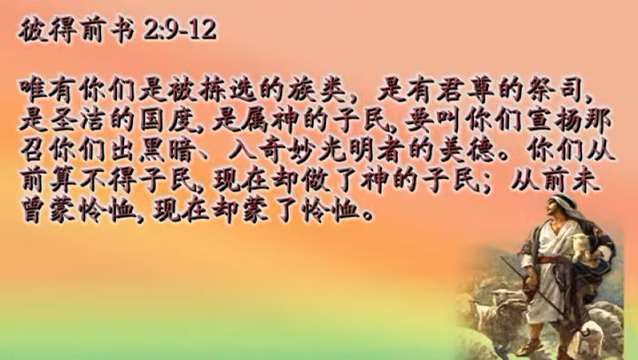 彼得前书 2:9-12
唯有你们是被拣选的族类，是有君尊的祭司,
是圣洁的国度,是属神的子民,要叫你们宣扬那
召你们出黑暗、入奇妙光明者的美德。你们从
前算不得子民,现在却做了神的子民；从前未
曾蒙怜恤,现在却蒙了怜恤。